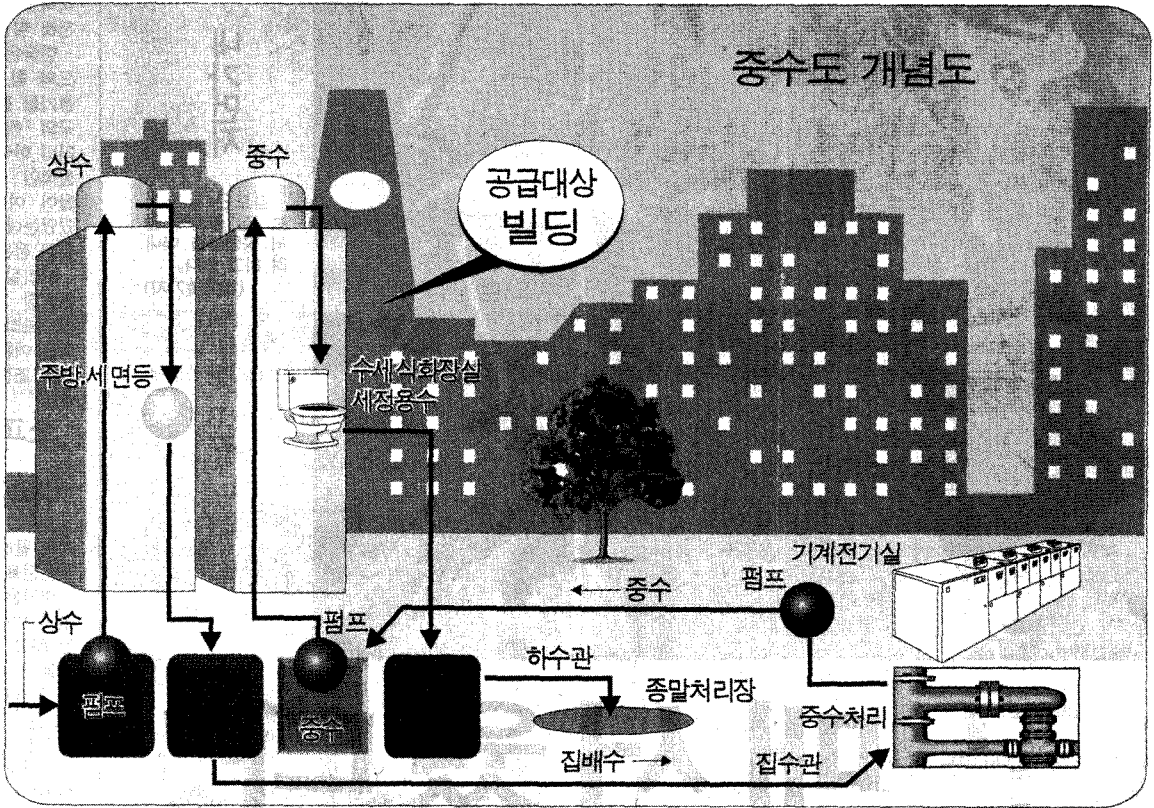 중수도 개념도
상수
중수
공급대상
빌딩
주방.세면등
수세식화장실
세정용수
기계전기실
펌프
중수
상수
펌프
하수관
종말처리장
펌프
중수
중수처리
집배수
집수관